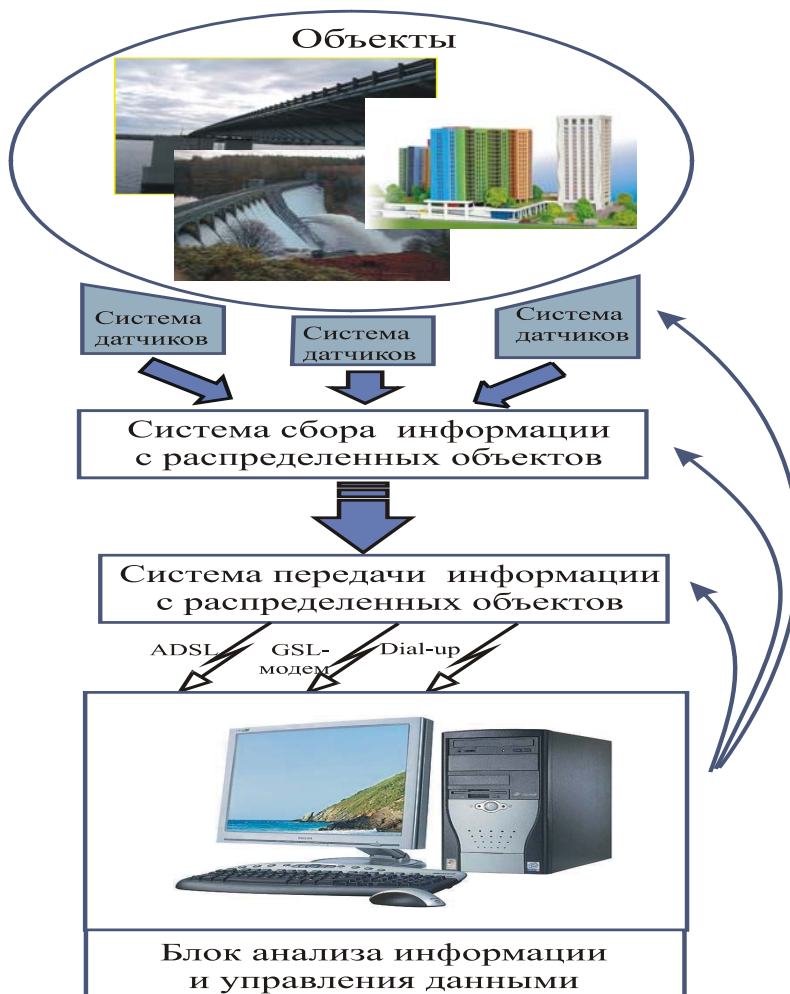 Объекты
Система
датчиков
Система
датчиков
Система
датчиков
Система сбора информации
с распределенных объектов
Система передачи информации
с распределенных объектов
ADSL
GSL-
модем
Dial-up
Блок анализа информации
и управления данными